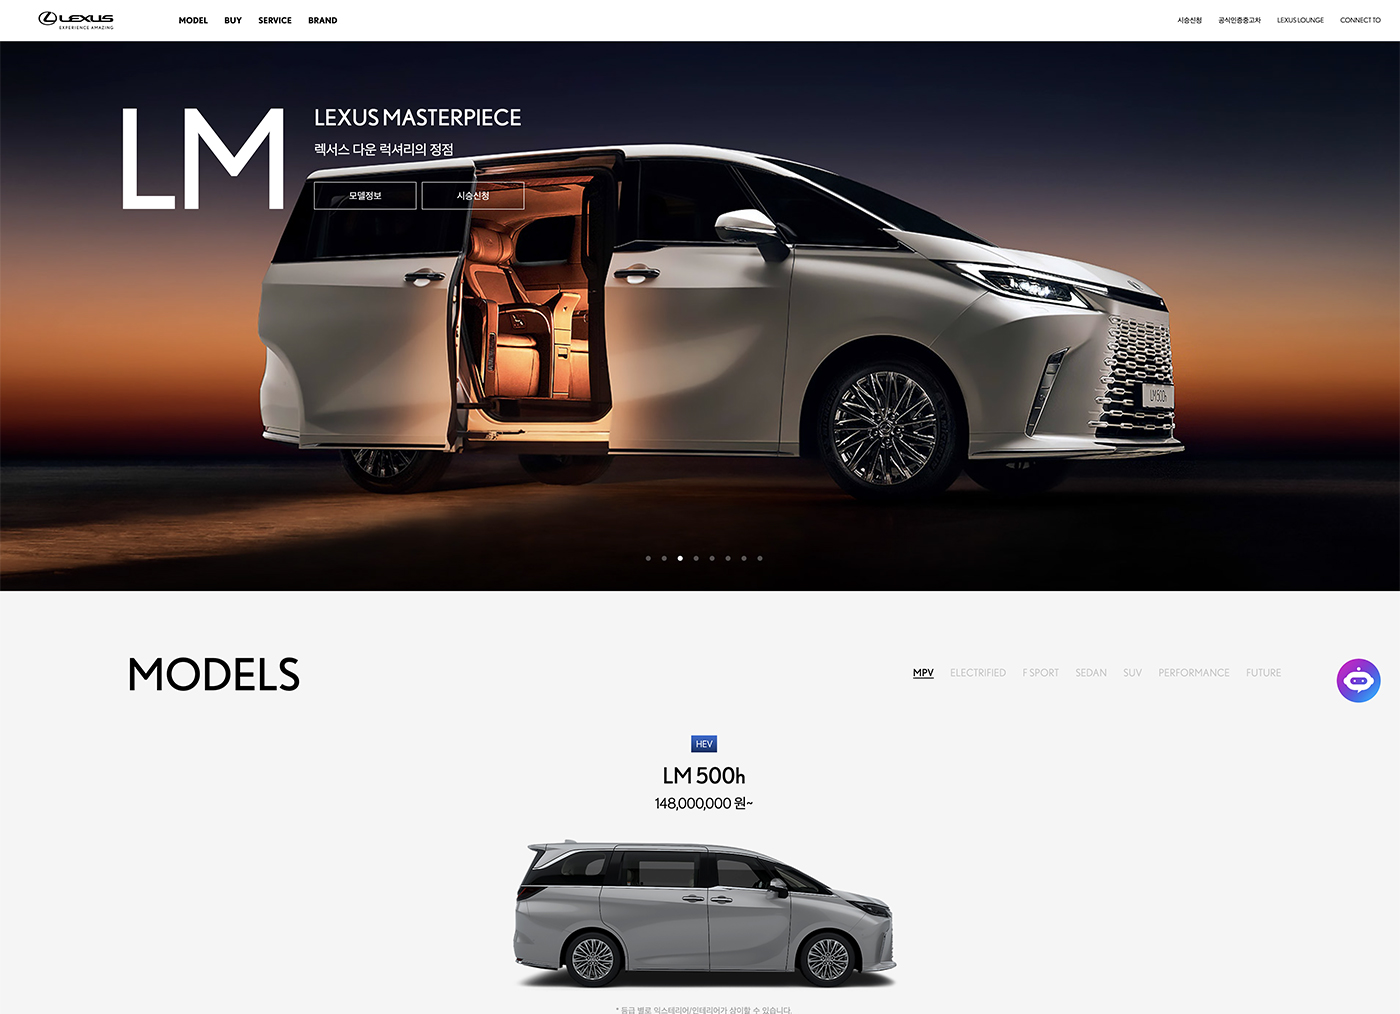 LEXUS
EXPERIENCE AMAZING
MODEL BUY SERVICE BRAND
시승신청 공식인증중고차 LEXUS LOUNGE CONNECT TO
LM
LEXUS MASTERPIECE
렉서스 다운 럭셔리의 정점
모델정보 시승신청
LM500h
MODELS
MPV ELECTRIFIED F SPORT SEDAN SUV PERFORMANCE FUTURE
HEV
LM 500h
148,000,000 원~
* 등급 별로 익스테리어/인테리어가 상이할 수 있습니다.